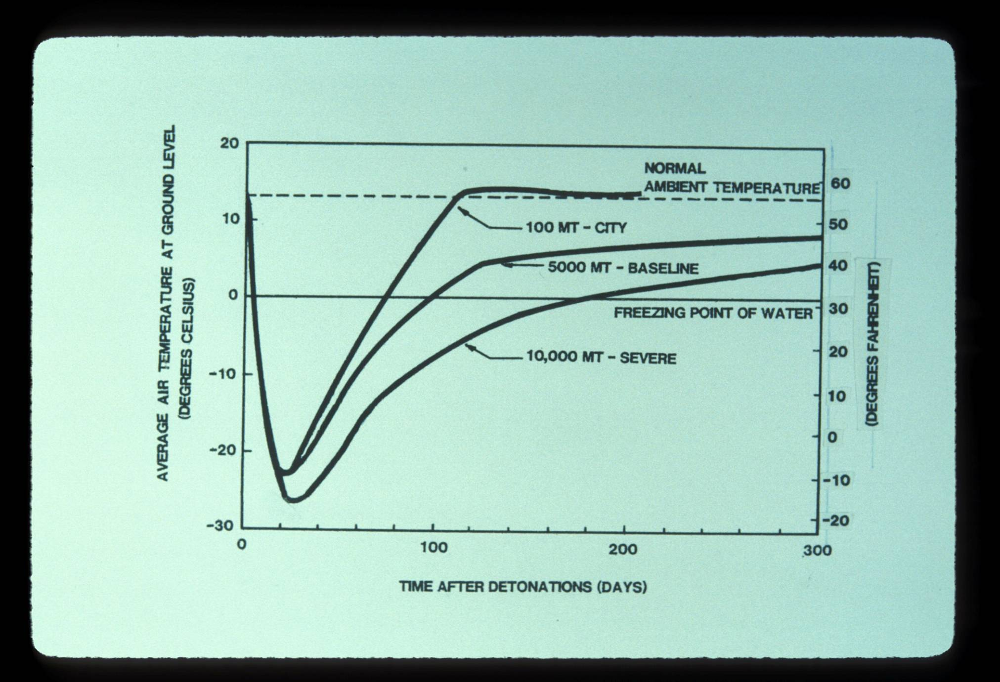 AVERAGE AIR TEMPERATURE AT GROUND LEVEL
(DEGREES CELSIUS)
20
10
0
-10
-20
-30
NORMAL
AMBIENT TEMPERATURE
100 MT - CITY
5000 MT - BASELINE
FREEZING POINT OF WATER
10,000 MT - SEVERE
60
50
40
30
20
10
0
-10
-20
(DEGREES FAHRENHEIT)
0
100
200
300
TIME AFTER DETONATIONS (DAYS)